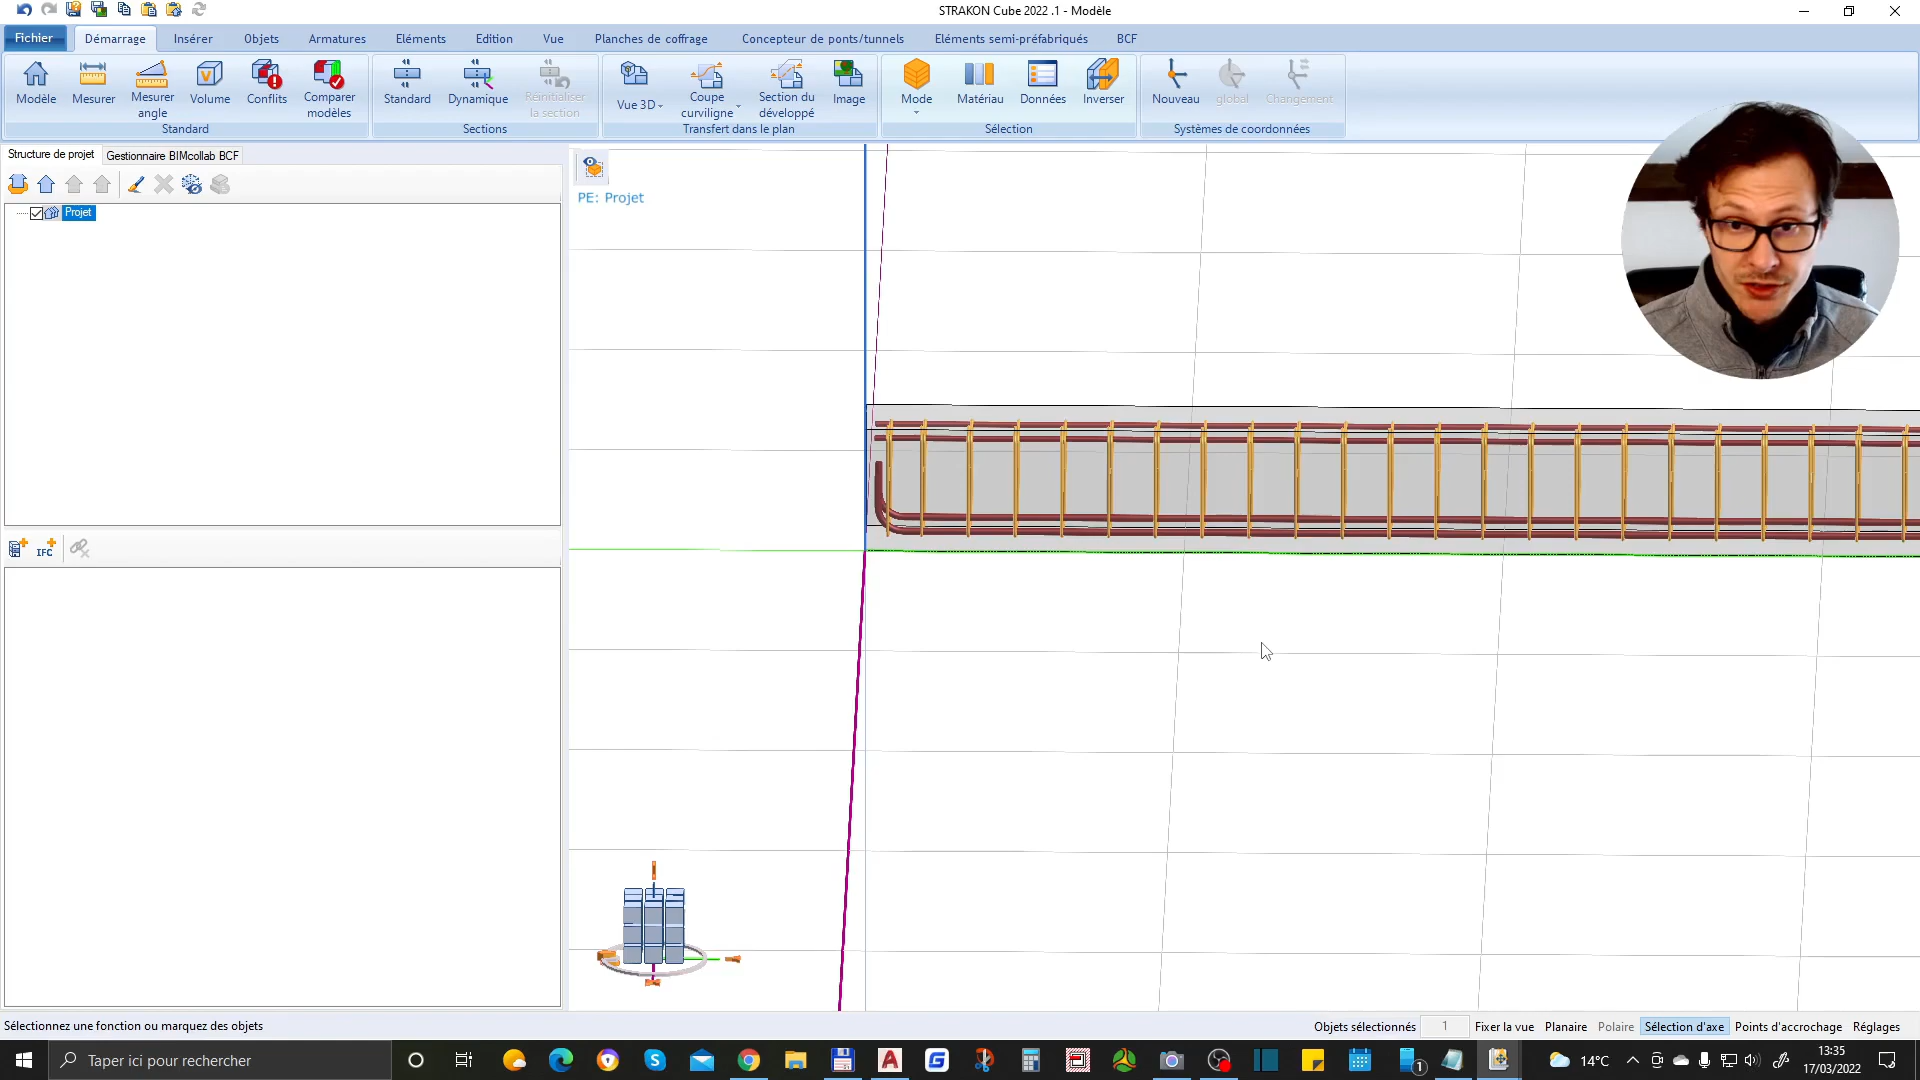 STRAKON Cube 2022 .1 - Modèle
Fichier Démarrage Insérer Objets Armatures Eléments Edition Vue Planches de coffrage Concepteur de ponts/tunnels Eléments semi-préfabriqués BCF
Modèle Mesurer Mesurer angle Volume Conflits Comparer modèles Standard Dynamique Réinitialiser la section Vue 3D Coupe curviligne Section du développé Image Mode Matériau Données Inverser Nouveau global Changement
Standard Sections Transfert dans le plan Sélection Systèmes de coordonnées
Structure de projet Gestionnaire BIMcollab BCF
PE: Projet
Projet
IFC
Sélectionnez une fonction ou marquez des objets Objets sélectionnés 1 Fixer la vue Planaire Polaire Sélection d'axe Points d'accrochage Réglages
Taper ici pour rechercher 14°C 13:35
17/03/2022